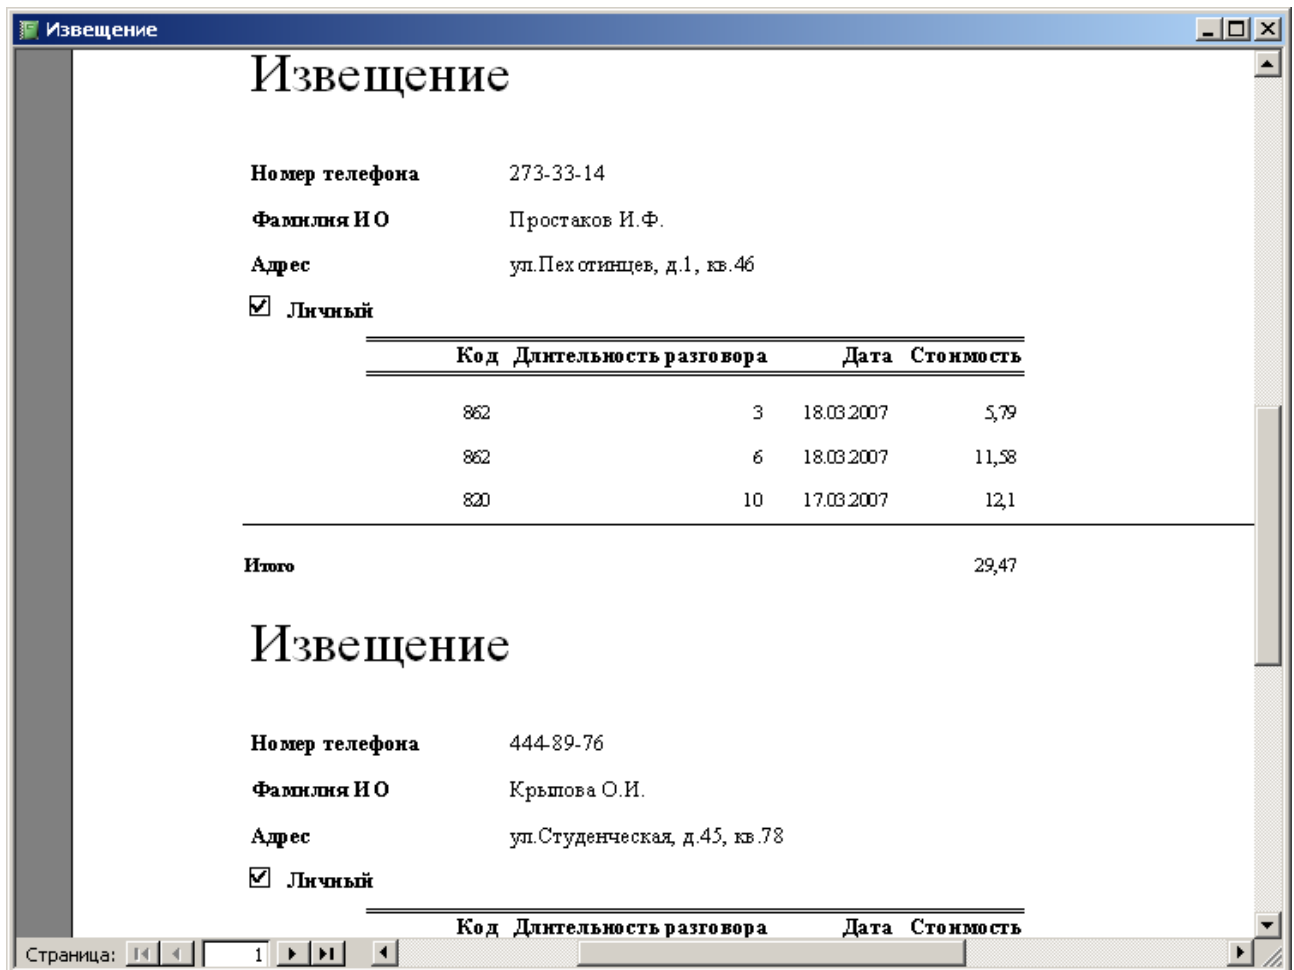 Извещение
Извещение
Номер телефона 273-33-14
Фамилия И О Простаков И.Ф.
Адрес ул.Пехотинцев, д.1, кв.46
Личный
Код Длительность разговора Дата Стоимость
862 3 18.03.2007 5,79
862 6 18.03.2007 11,58
820 10 17.03.2007 12,1
Итого 29,47
Извещение
Номер телефона 444-89-76
Фамилия И О Крылова О.И.
Адрес ул.Студенческая, д.45, кв.78
Личный
Код Длительность разговора Дата Стоимость
Страница: 1